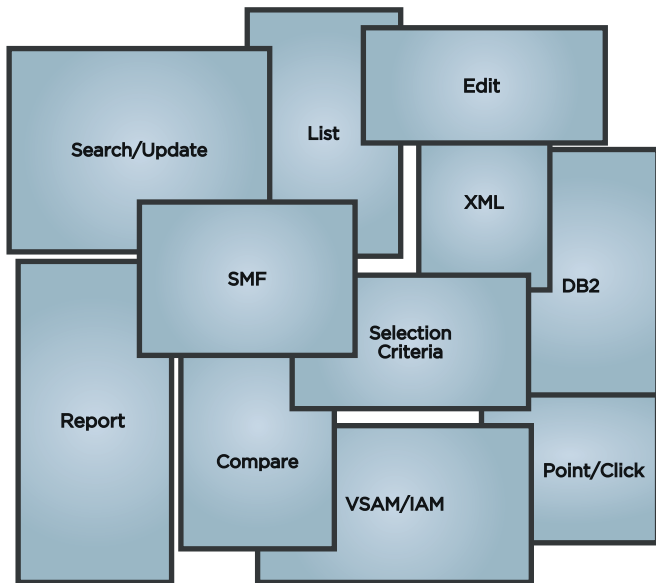 Edit
List
Search/Update
XML
SMF
DB2
Selection
Criteria
Report
Compare
Point/Click
VSAM/IAM